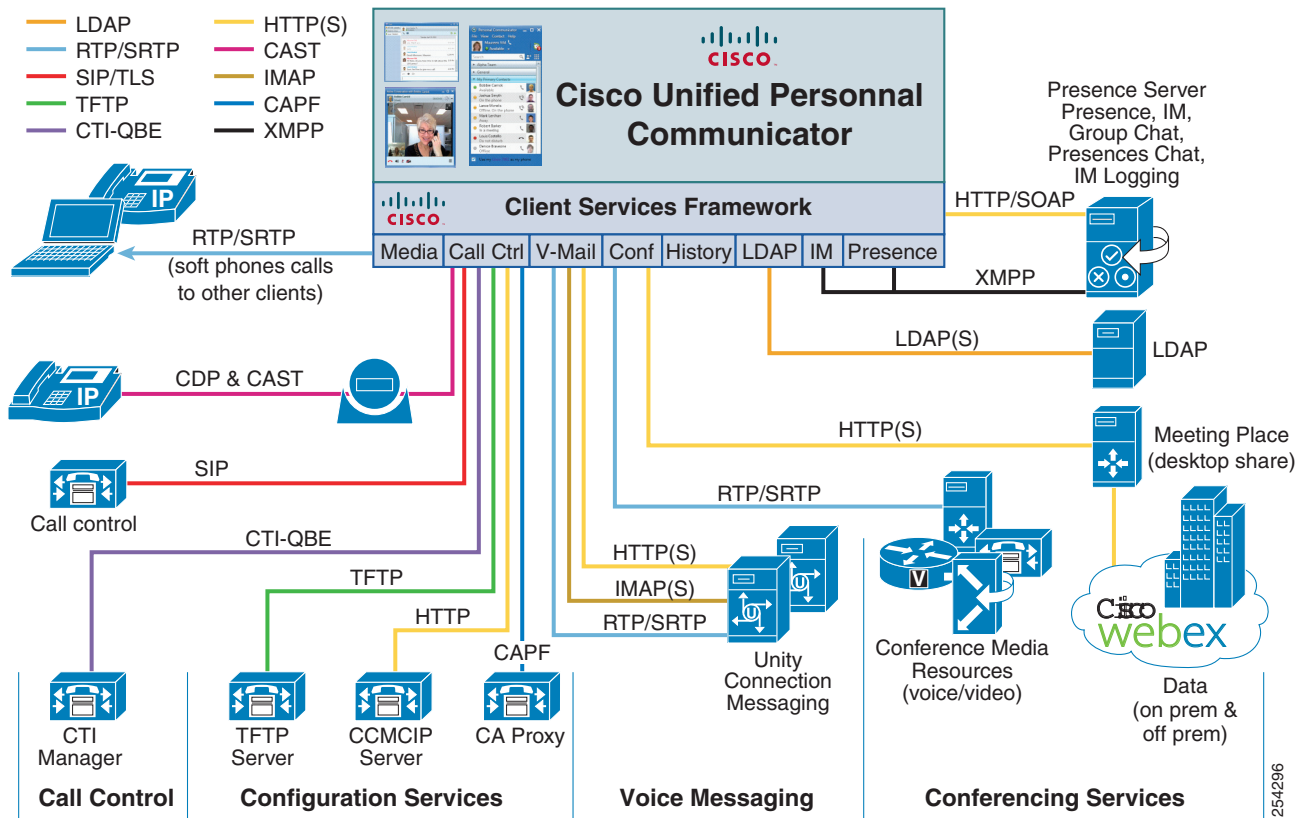 LDAP
RTP/SRTP
SIP/TLS
TFTP
CTI-QBE
HTTP(S)
CAST
IMAP
CAPF
XMPP
CISCO
Cisco Unified Personnal
Communicator
CISCO
Client Services Framework
Media
Call Ctrl
V-Mail
Conf
History
LDAP
IM
Presence
Presence Server
Presence, IM,
Group Chat,
Presences Chat,
IM Logging
HTTP/SOAP
XMPP
IP
RTP/SRTP
(soft phones calls
to other clients)
LDAP(S)
LDAP
IP
CDP & CAST
HTTP(S)
Meeting Place
(desktop share)
SIP
Call control
RTP/SRTP
CTI-QBE
HTTP(S)
TFTP
IMAP(S)
HTTP
RTP/SRTP
CAPF
U
U
V
Cisco
webex
Unity
Connection
Messaging
Conference Media
Resources
(voice/video)
Data
(on prem &
off prem)
CTI
Manager
TFTP
Server
CCMCIP
Server
CA Proxy
Call Control
Configuration Services
Voice Messaging
Conferencing Services
254296